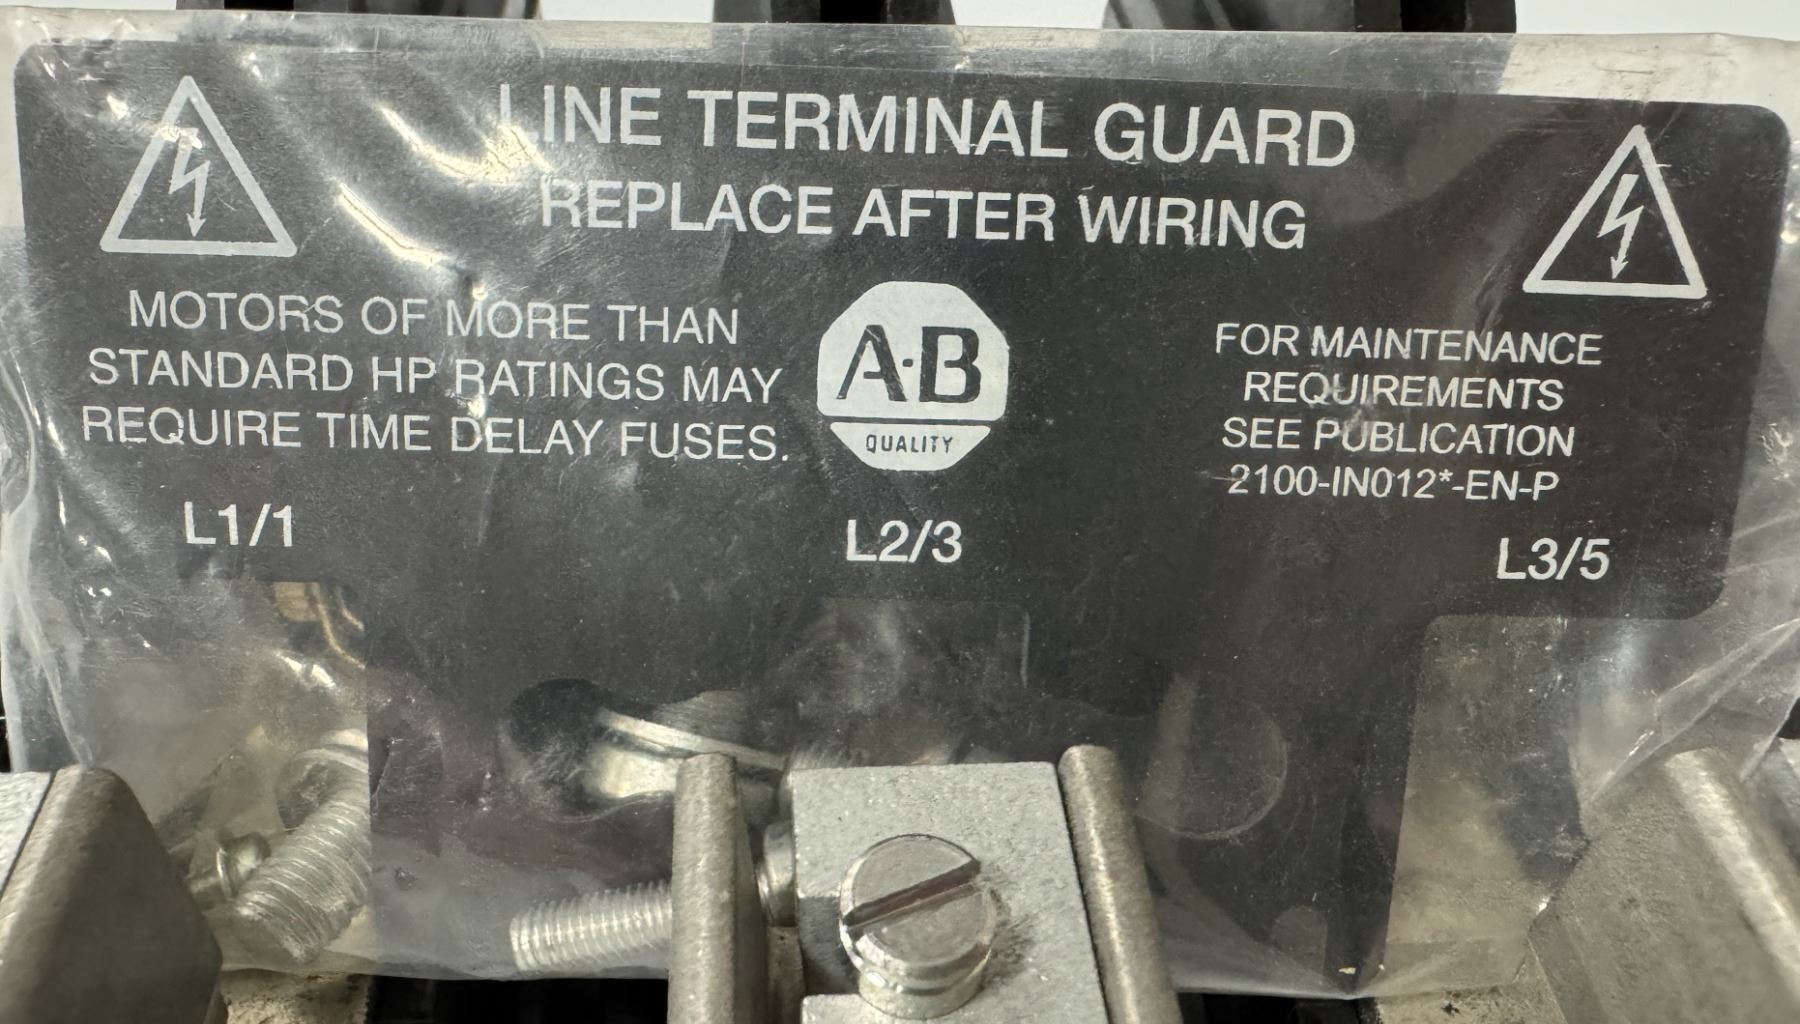 LINE TERMINAL GUARD
REPLACE AFTER WIRING
MOTORS OF MORE THAN
STANDARD HP RATINGS MAY
REQUIRE TIME DELAY FUSES.
A·B
QUALITY
FOR MAINTENANCE
REQUIREMENTS
SEE PUBLICATION
2100-IN012*-EN-P
L1/1
L2/3
L3/5